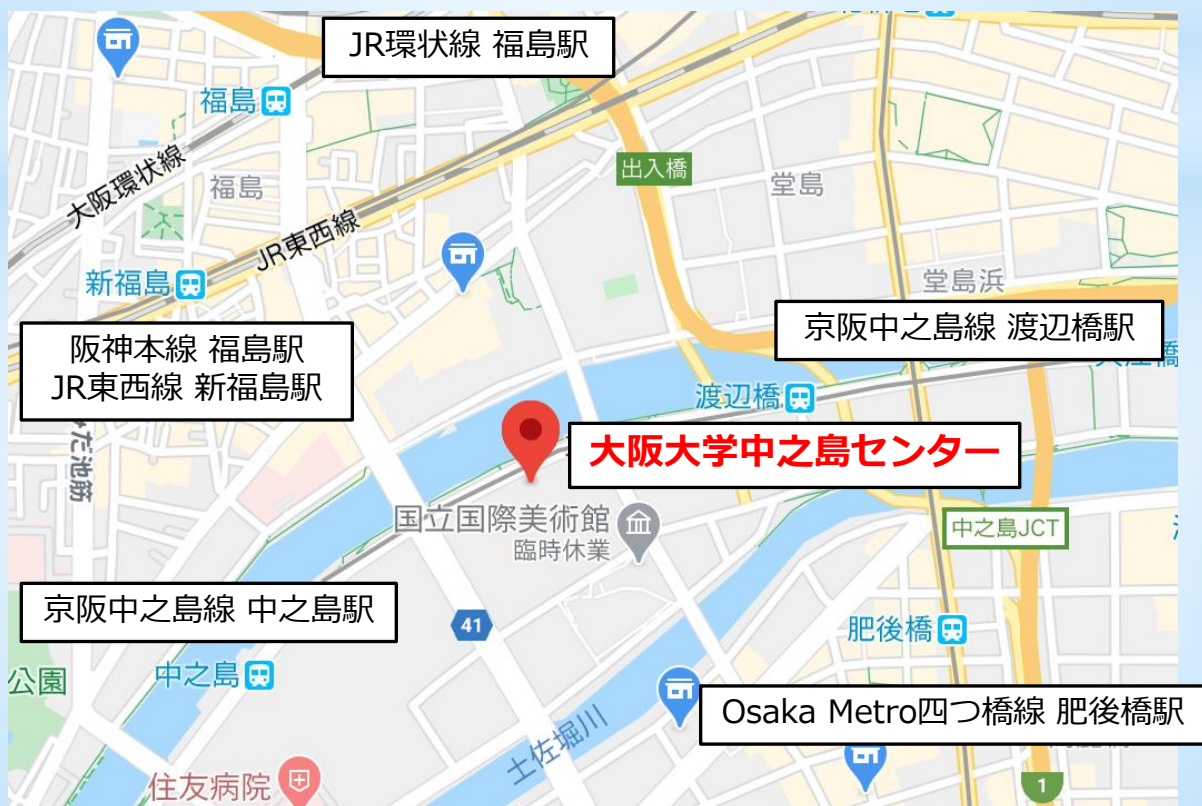 JR環状線 福島駅
福島
出入橋
大阪環状線
福島
堂島
JR東西線
新福島
堂島浜
京阪中之島線 渡辺橋駅
阪神本線 福島駅
JR東西線 新福島駅
渡辺橋
大阪大学中之島センター
国立国際美術館
臨時休業
中之島JCT
京阪中之島線 中之島駅
41
肥後橋
中之島
公園
Osaka Metro四つ橋線 肥後橋駅
土佐堀川
住友病院
1